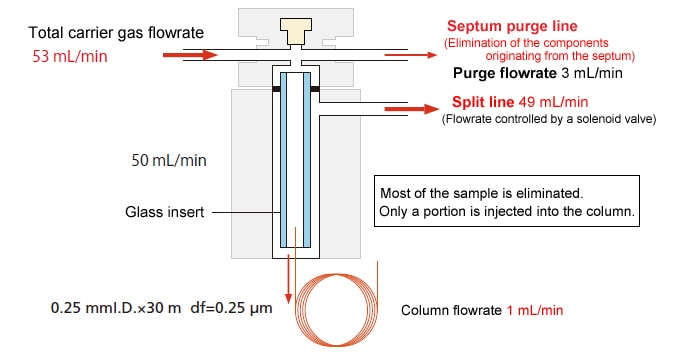 Total carrier gas flowrate
53 mL/min
Septum purge line
(Elimination of the components
originating from the septum)
Purge flowrate 3 mL/min
Split line 49 mL/min
(Flowrate controlled by a solenoid valve)
50 mL/min
Most of the sample is eliminated.
Only a portion is injected into the column.
Glass insert
0.25 mmI.D.×30 m df=0.25 μm
Column flowrate 1 mL/min